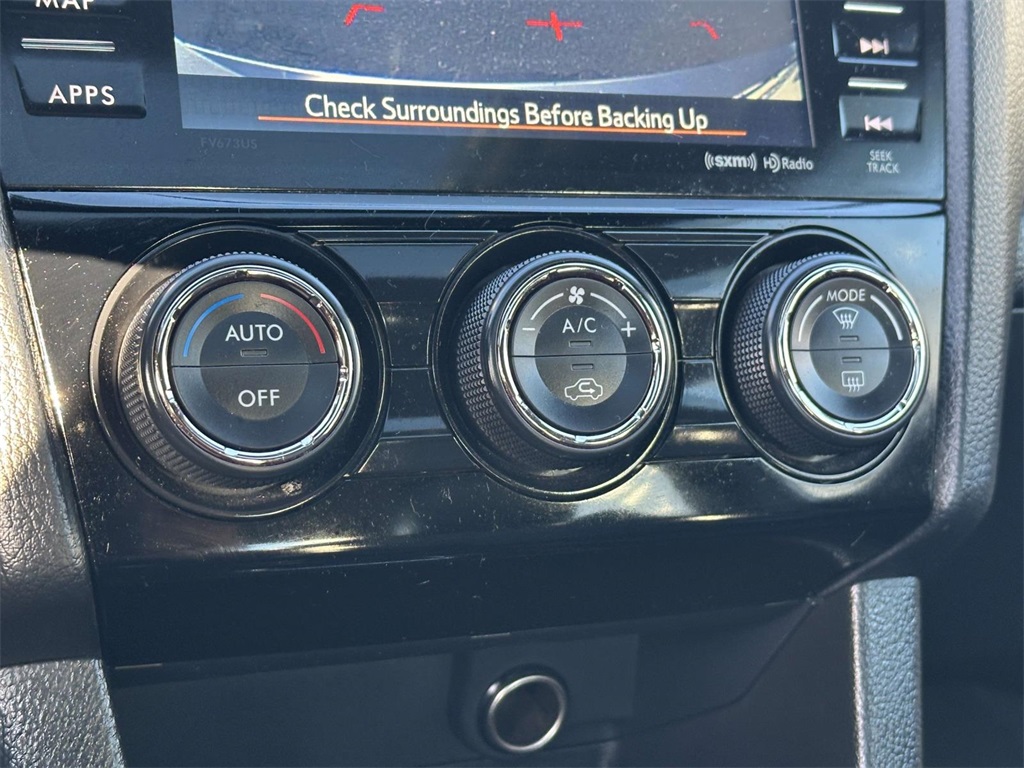 MAP
APPS
Check Surroundings Before Backing Up
FV673US
((sxm)) HD Radio
SEEK
TRACK
AUTO
OFF
A/C
- +
MODE